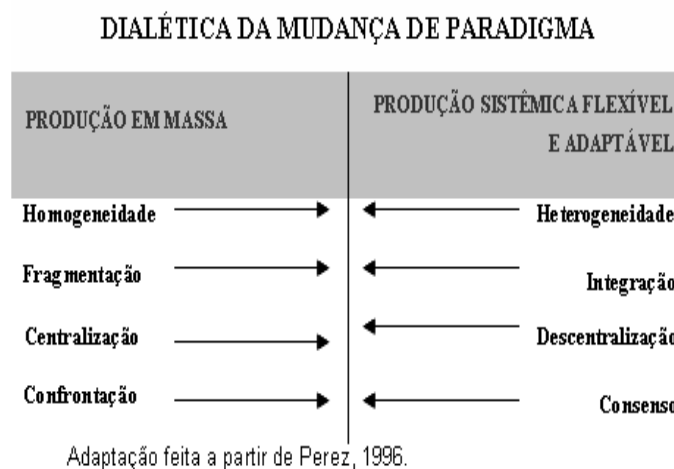 DIALÉTICA DA MUDANÇA DE PARADIGMA
PRODUÇÃO EM MASSA
PRODUÇÃO SISTÊMICA FLEXÍVEL
E ADAPTÁVEL
Homogeneidade Heterogeneidade
Fragmentação Integração
Centralização Descentralização
Confrontação Consenso
Adaptação feita a partir de Perez, 1996.